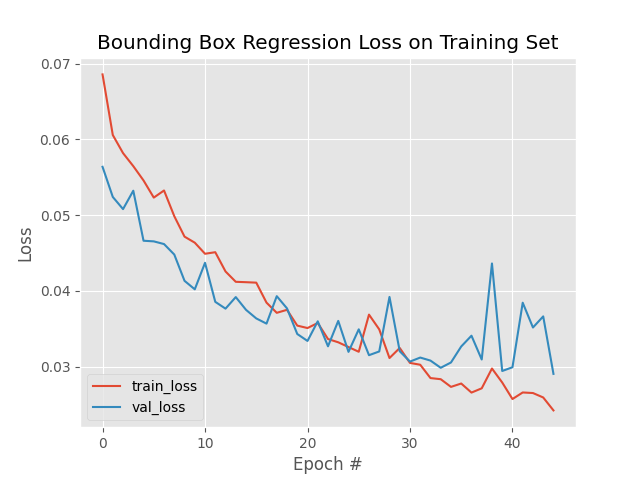 Bounding Box Regression Loss on Training Set
0.07
0.06
0.05
0.04
0.03
Loss
train_loss
val_loss
0 10 20 30 40
Epoch #